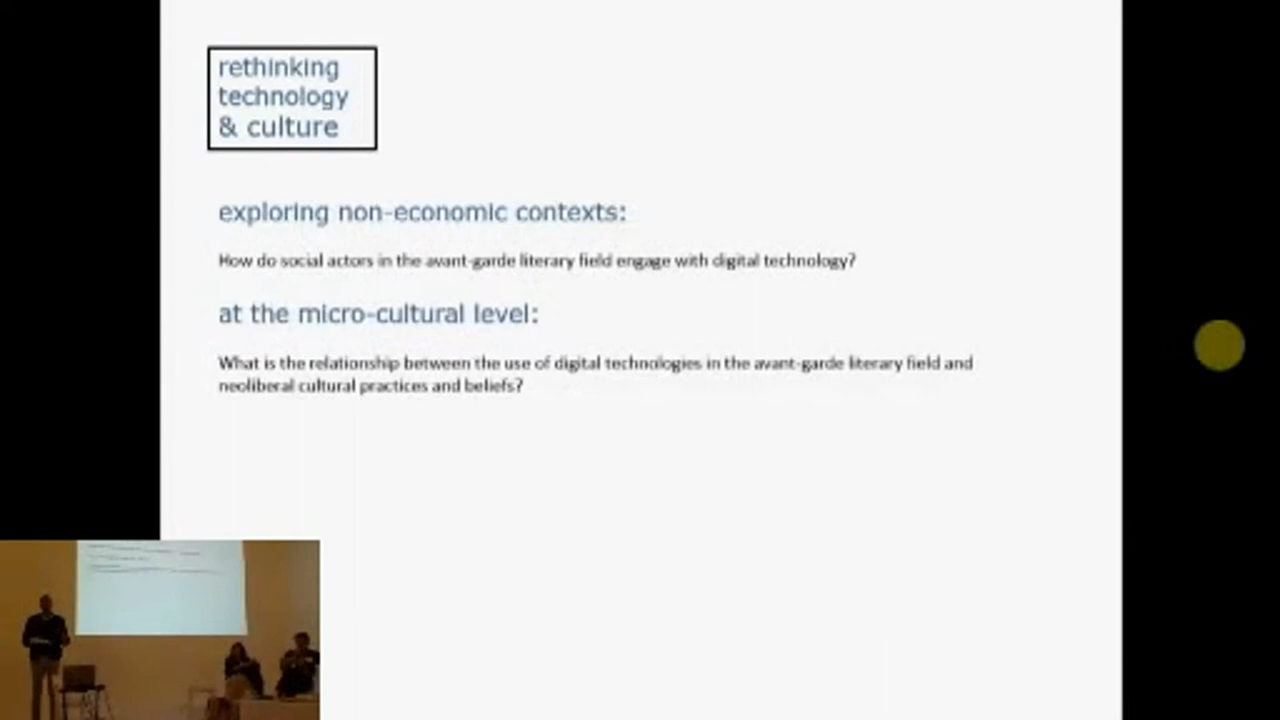 rethinking
technology
& culture
exploring non-economic contexts:
How do social actors in the avant-garde literary field engage with digital technology?
at the micro-cultural level:
What is the relationship between the use of digital technologies in the avant-garde literary field and
neoliberal cultural practices and beliefs?